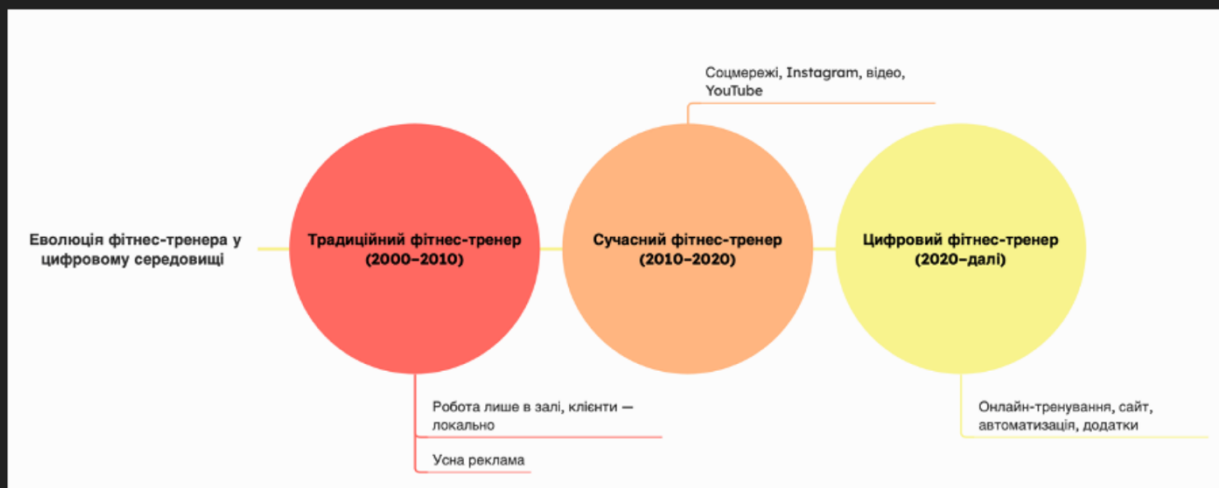 Соцмережі, Instagram, відео,
YouTube
Еволюція фітнес-тренера у
цифровому середовищі
Традиційний фітнес-тренер
(2000–2010)
Сучасний фітнес-тренер
(2010–2020)
Цифровий фітнес-тренер
(2020–далі)
Робота лише в залі, клієнти —
локально
Усна реклама
Онлайн-тренування, сайт,
автоматизація, додатки